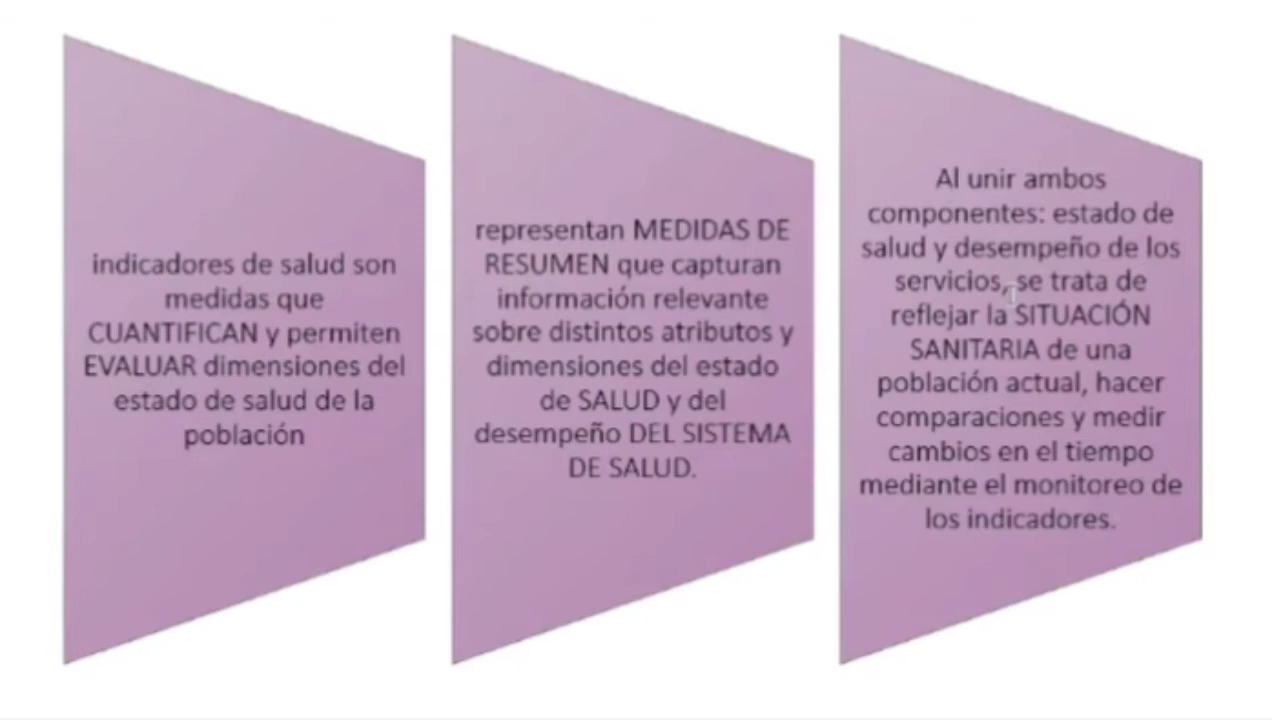 indicadores de salud son
medidas que
CUANTIFICAN y permiten
EVALUAR dimensiones del
estado de salud de la
población
representan MEDIDAS DE
RESUMEN que capturan
información relevante
sobre distintos atributos y
dimensiones del estado
de SALUD y del
desempeño DEL SISTEMA
DE SALUD.
Al unir ambos
componentes: estado de
salud y desempeño de los
servicios, se trata de
reflejar la SITUACIÓN
SANITARIA de una
población actual, hacer
comparaciones y medir
cambios en el tiempo
mediante el monitoreo de
los indicadores.